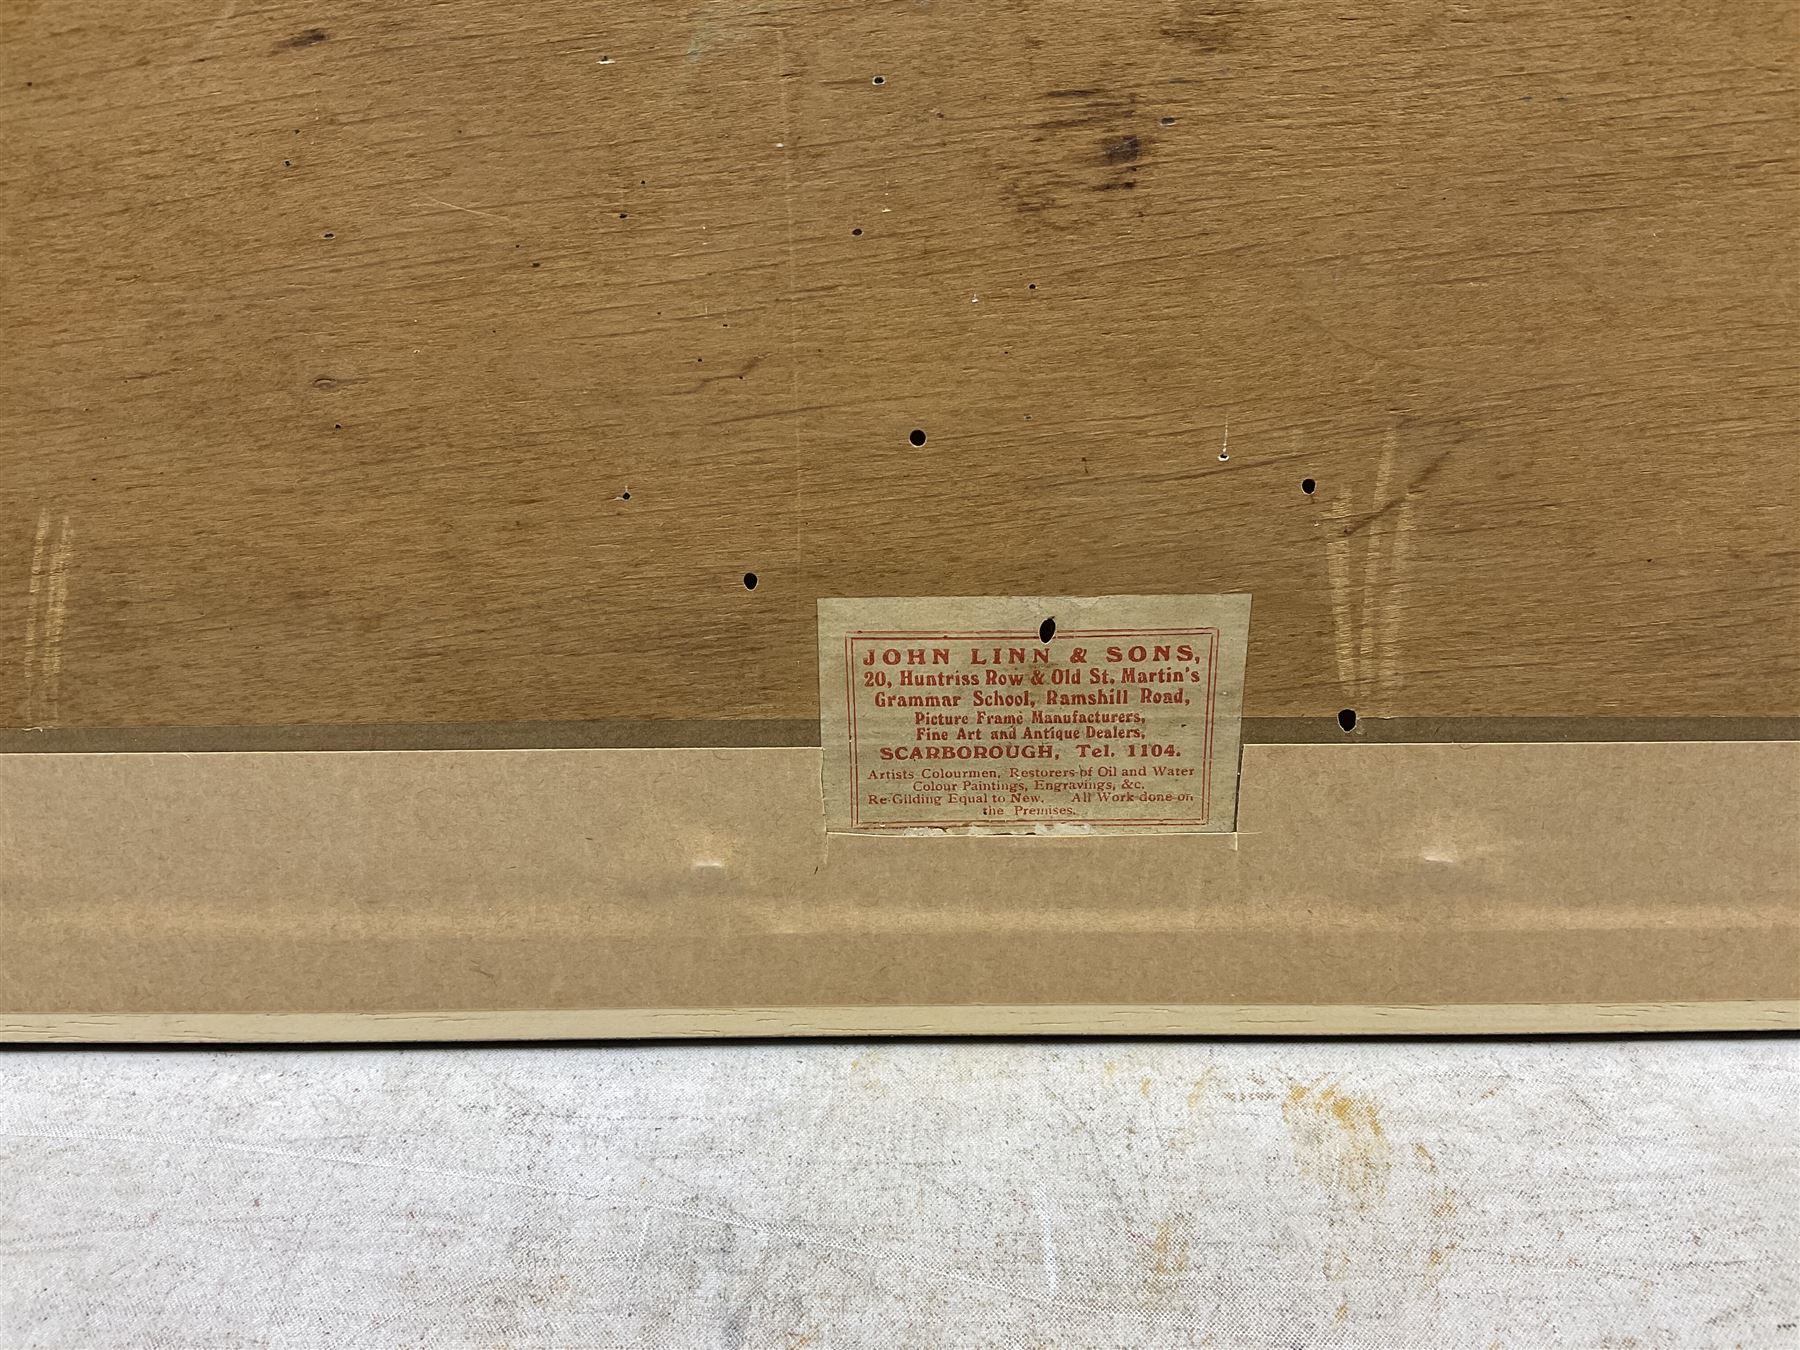 JOHN LINN & SONS,
20, Huntriss Row & Old St. Martin's
Grammar School, Ramshill Road,
Picture Frame Manufacturers,
Fine Art and Antique Dealers,
SCARBOROUGH, Tel. 1104.
Artists Colourmen, Restorers of Oil and Water
Colour Paintings, Engravings, &c.
Re-Gilding Equal to New. All Work done on
the Premises.